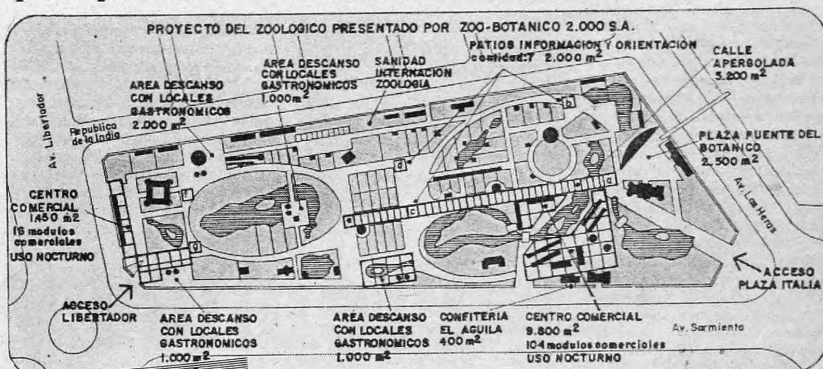 PROYECTO DEL ZOOLOGICO PRESENTADO POR ZOO-BOTANICO 2.000 S.A.
PATIOS INFORMACION Y ORIENTACION
cantidad:7 2.000 m2
CALLE
APERGOLADA
5.200 m2
AREA DESCANSO
CON LOCALES
GASTRONOMICOS
1.000 m2
SANIDAD
INTERNACION
ZOOLOGIA
AREA DESCANSO
CON LOCALES
GASTRONOMICOS
2.000 m2
Av. Libertador
Republica
de la India
PLAZA FUENTE DEL
BOTANICO
2.500 m2
Av. Las Heras
CENTRO
COMERCIAL
1.450 m2
16 modulos
comerciales
USO NOCTURNO
ACCESO
LIBERTADOR
ACCESO
PLAZA ITALIA
AREA DESCANSO
CON LOCALES
GASTRONOMICOS
1.000 m2
AREA DESCANSO
CON LOCALES
GASTRONOMICOS
1.000 m2
CONFITERIA
EL AGUILA
400 m2
CENTRO COMERCIAL
9.800 m2
104 modulos comerciales
USO NOCTURNO
Av. Sarmiento